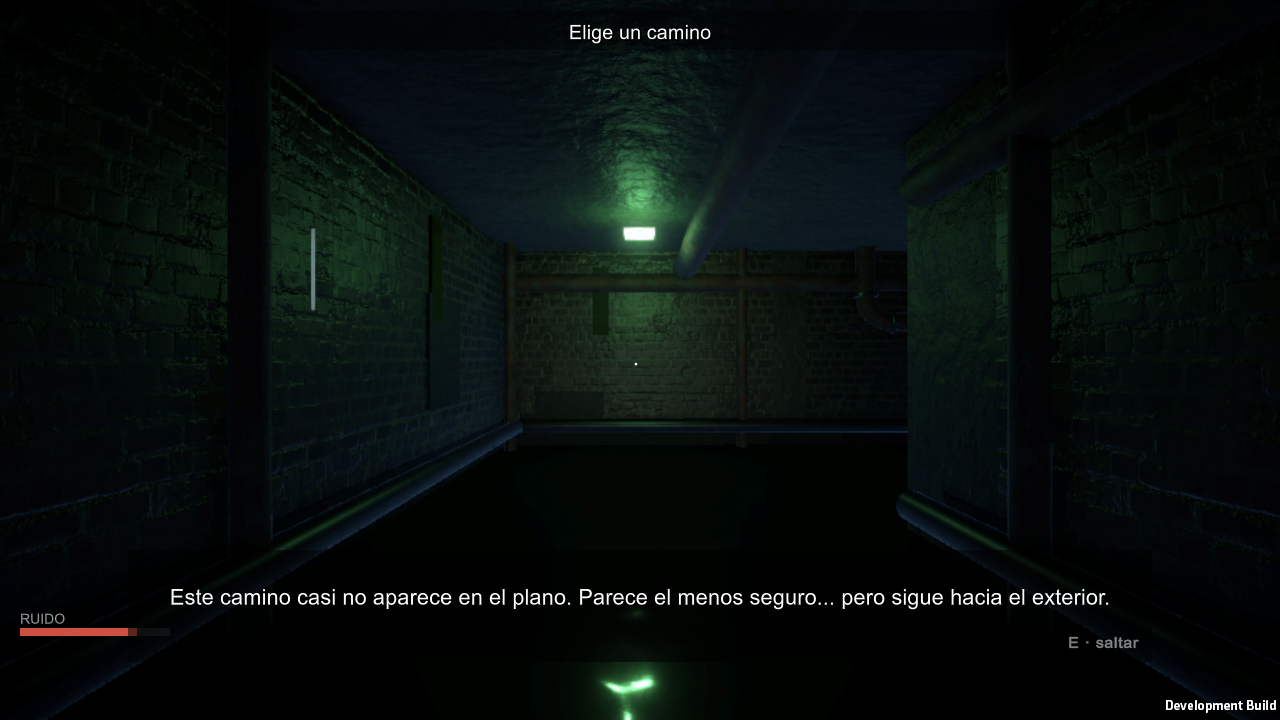 Elige un camino
Este camino casi no aparece en el plano. Parece el menos seguro... pero sigue hacia el exterior.
RUIDO
E · saltar
Development Build